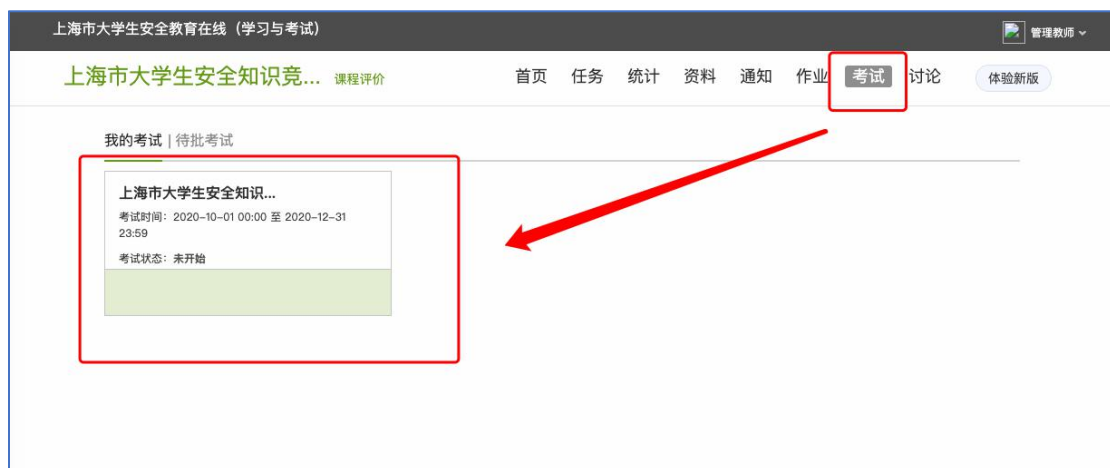 上海市大学生安全教育在线（学习与考试）
管理教师
上海市大学生安全知识竞... 课程评价
首页 任务 统计 资料 通知 作业 考试 讨论 体验新版
我的考试 | 待批考试
上海市大学生安全知识...
考试时间：2020-10-01 00:00 至 2020-12-31
23:59
考试状态：未开始